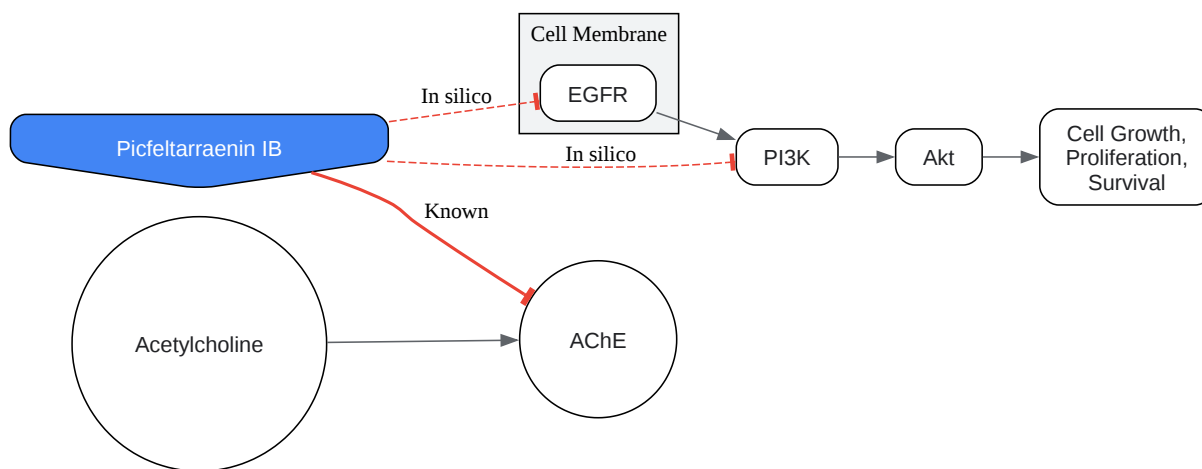 Cell Membrane
EGFR
In silico
Picfeltarraenin IB
In silico
PI3K
Akt
Cell Growth,
Proliferation,
Survival
Known
Acetylcholine
AChE